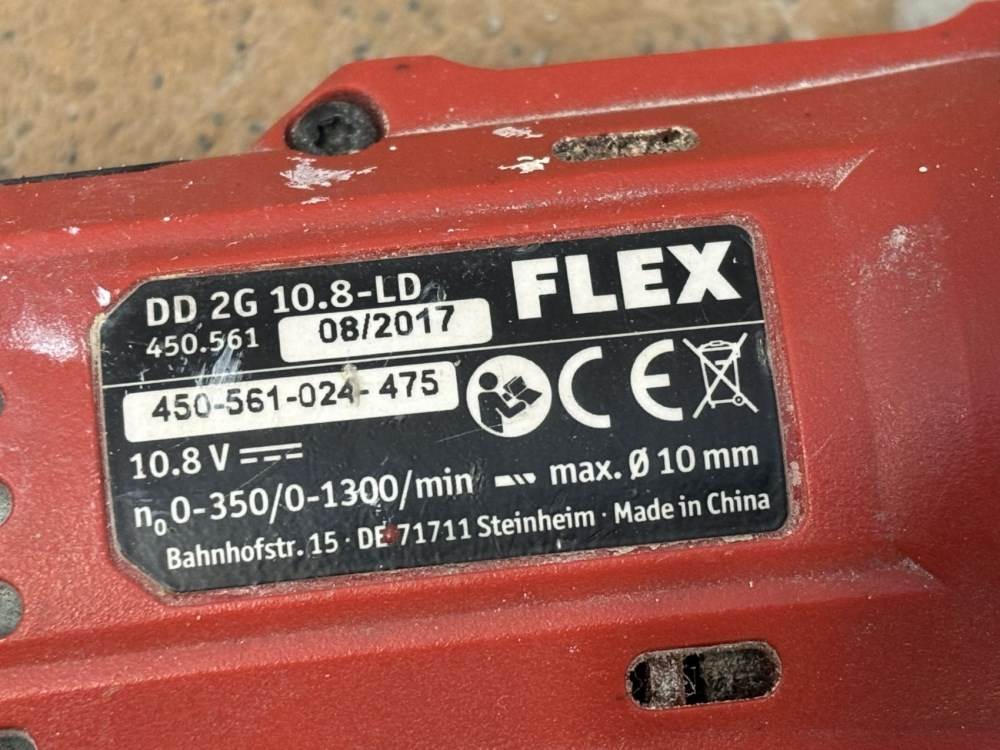 DD 2G 10.8-LD
FLEX
450.561 08/2017
450-561-024-475
CE
10.8 V
n₀ 0-350/0-1300/min max. Ø 10 mm
Bahnhofstr. 15 · DE 71711 Steinheim · Made in China